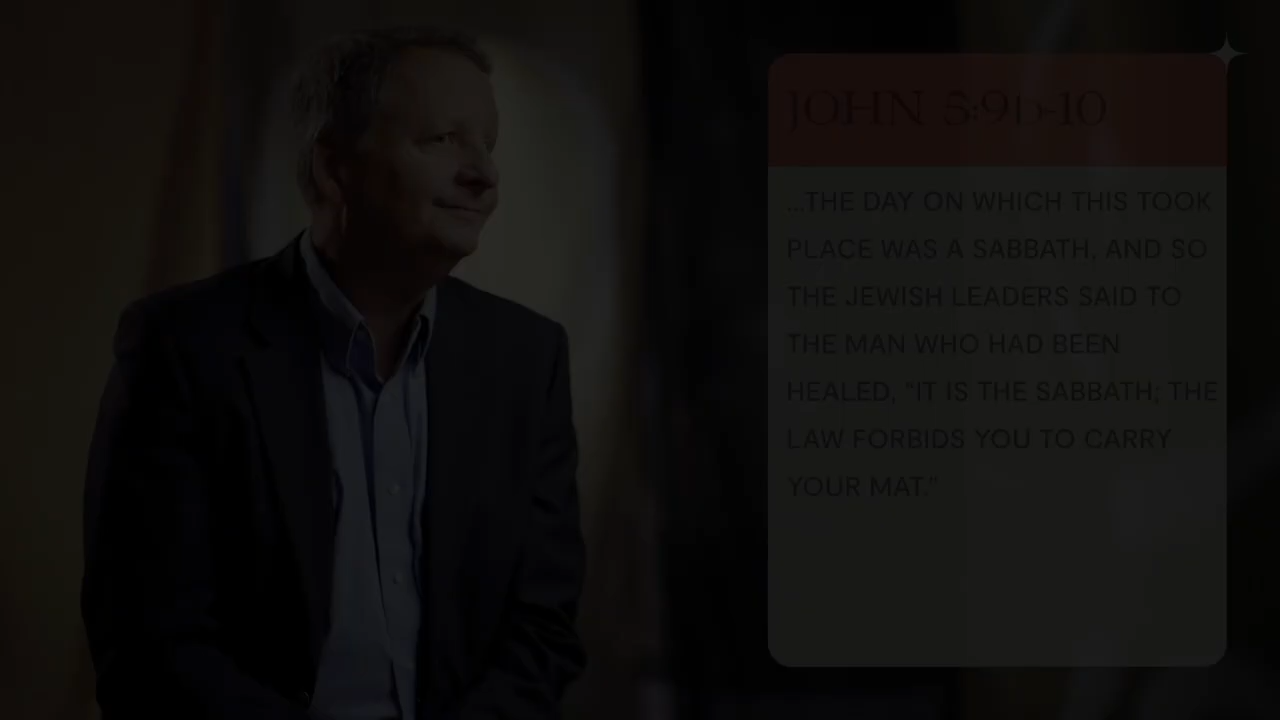 JOHN 5:9b-10
...THE DAY ON WHICH THIS TOOK
PLACE WAS A SABBATH, AND SO
THE JEWISH LEADERS SAID TO
THE MAN WHO HAD BEEN
HEALED, "IT IS THE SABBATH; THE
LAW FORBIDS YOU TO CARRY
YOUR MAT."